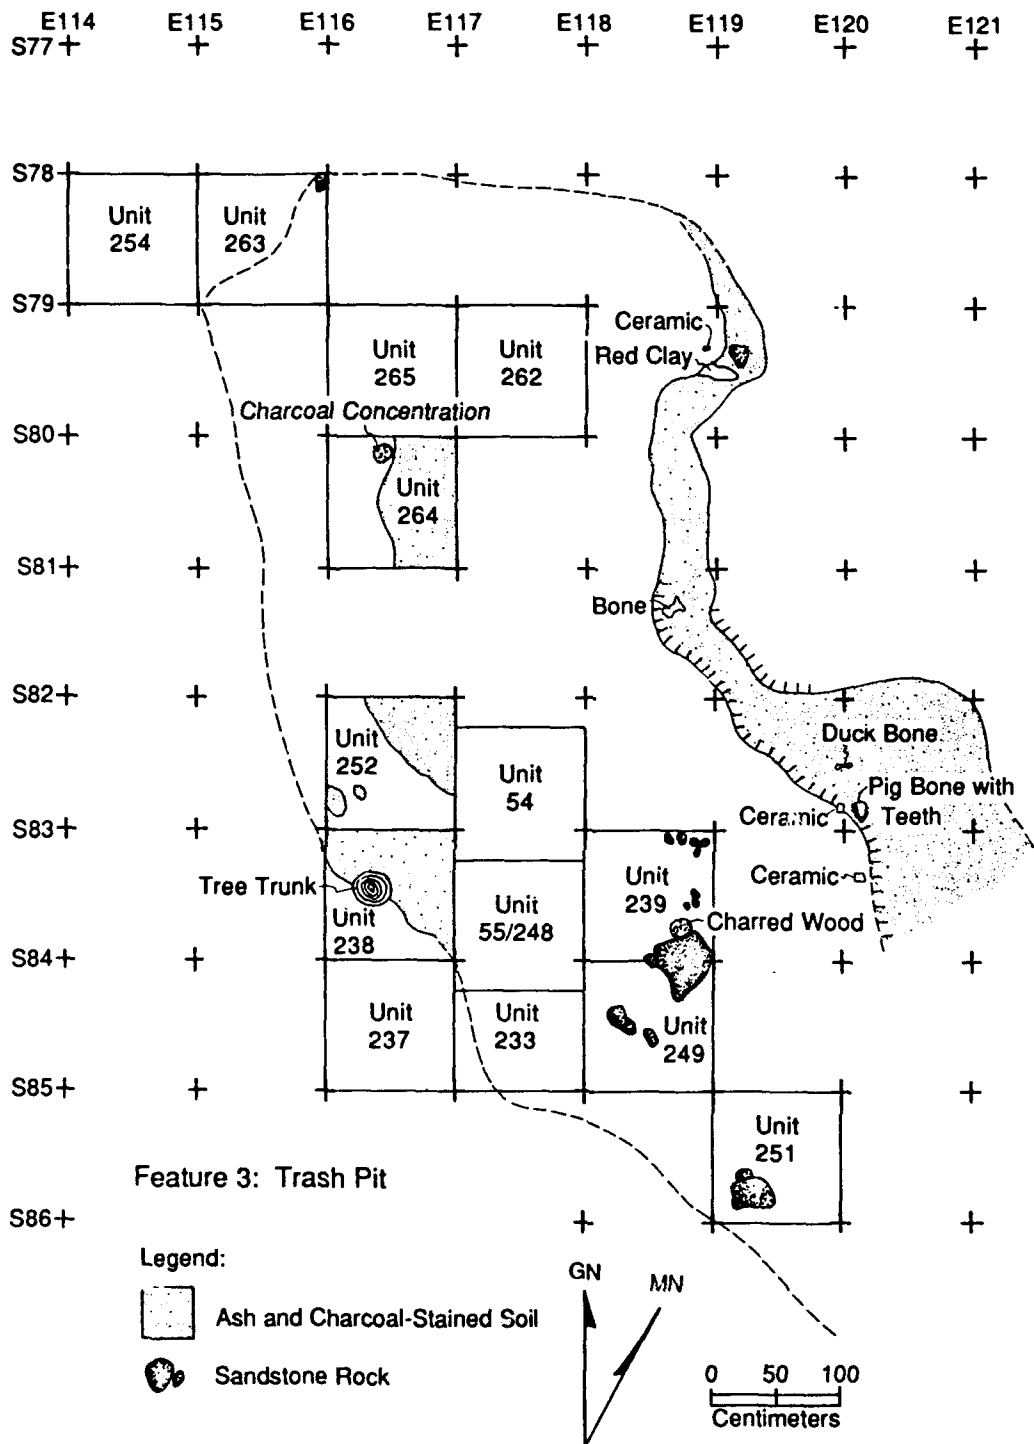 E114 E115 E116 E117 E118 E119 E120 E121
S77
S78
Unit
254
Unit
263
S79
Ceramic
Red Clay
Unit
265
Unit
262
Charcoal Concentration
S80
Unit
264
S81
Bone
S82
Unit
252
Duck Bone
Unit
54
Pig Bone with
Teeth
Ceramic
S83
Tree Trunk
Unit
238
Unit
55/248
Unit
239
Ceramic
Charred Wood
S84
Unit
237
Unit
233
Unit
249
S85
Unit
251
Feature 3: Trash Pit
S86
Legend:
Ash and Charcoal-Stained Soil
Sandstone Rock
GN
MN
0 50 100
Centimeters